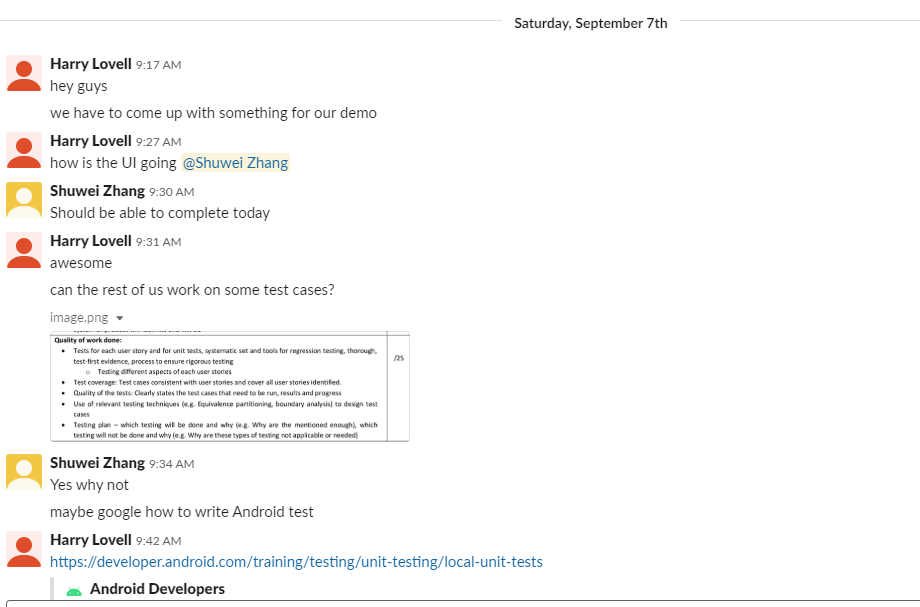 Saturday, September 7th
Harry Lovell 9:17 AM
hey guys
we have to come up with something for our demo
Harry Lovell 9:27 AM
how is the UI going @Shuwei Zhang
Shuwei Zhang 9:30 AM
Should be able to complete today
Harry Lovell 9:31 AM
awesome
can the rest of us work on some test cases?
image.png
Quality of work done:
• Tests for each user story and for unit tests, systematic set and tools for regression testing, thorough,
test-first evidence, process to ensure rigorous testing
/25
o Testing different aspects of each user stories
• Test coverage: Test cases consistent with user stories and cover all user stories identified.
• Quality of the tests: Clearly states the test cases that need to be run, results and progress
• Use of relevant testing techniques (e.g. Equivalence partitioning, boundary analysis) to design test
cases
• Testing plan – which testing will be done and why (e.g. Why are the mentioned enough), which
testing will not be done and why (e.g. Why are these types of testing not applicable or needed)
Shuwei Zhang 9:34 AM
Yes why not
maybe google how to write Android test
Harry Lovell 9:42 AM
https://developer.android.com/training/testing/unit-testing/local-unit-tests
Android Developers